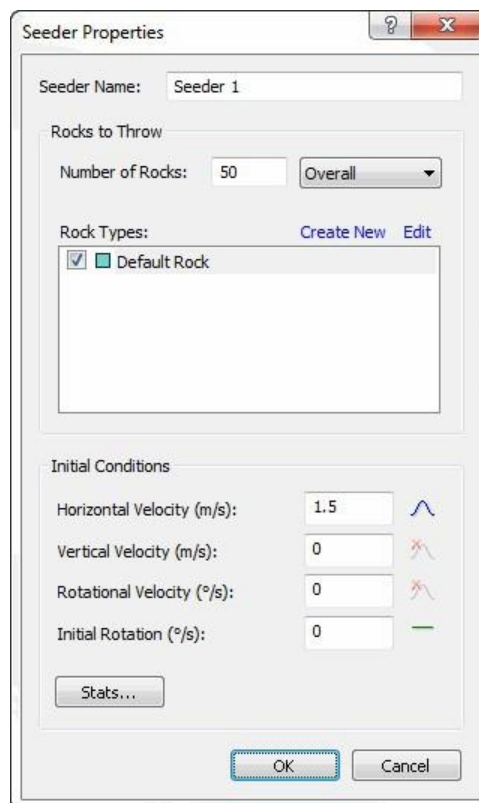 Seeder Properties
Seeder Name: Seeder 1
Rocks to Throw
Number of Rocks: 50 Overall
Rock Types: Create New Edit
Default Rock
Initial Conditions
Horizontal Velocity (m/s): 1.5
Vertical Velocity (m/s): 0
Rotational Velocity (°/s): 0
Initial Rotation (°/s): 0
Stats...
OK Cancel